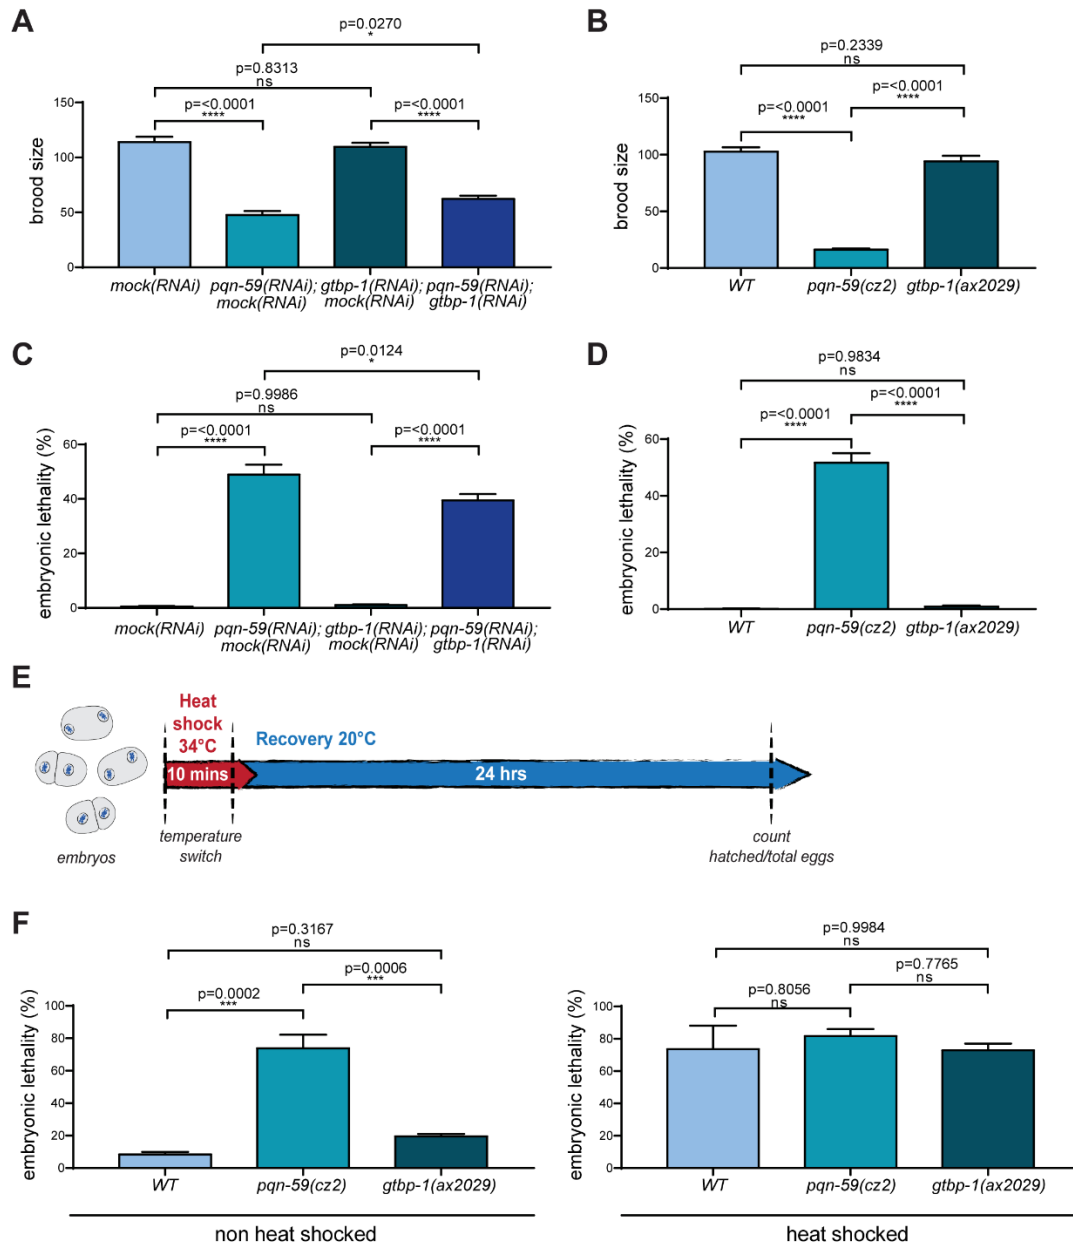 A
p=0.0270
*
p=0.8313
ns
p=<0.0001
****
p=<0.0001
****
brood size
150
100
50
0
mock(RNAi)
pqn-59(RNAi);
mock(RNAi)
gtbp-1(RNAi);
mock(RNAi)
pqn-59(RNAi);
gtbp-1(RNAi)
B
p=0.2339
ns
p=<0.0001
****
p=<0.0001
****
brood size
150
100
50
0
WT
pqn-59(cz2)
gtbp-1(ax2029)
C
p=0.0124
*
p=0.9986
ns
p=<0.0001
****
p=<0.0001
****
embryonic lethality (%)
60
40
20
0
mock(RNAi)
pqn-59(RNAi);
mock(RNAi)
gtbp-1(RNAi);
mock(RNAi)
pqn-59(RNAi);
gtbp-1(RNAi)
D
p=0.9834
ns
p=<0.0001
****
p=<0.0001
****
embryonic lethality (%)
60
40
20
0
WT
pqn-59(cz2)
gtbp-1(ax2029)
E
Heat
shock
34°C
Recovery 20°C
10 mins
24 hrs
embryos
temperature
switch
count
hatched/total eggs
F
p=0.3167
ns
p=0.0006
***
p=0.0002
***
embryonic lethality (%)
100
80
60
40
20
0
WT
pqn-59(cz2)
gtbp-1(ax2029)
non heat shocked
p=0.9984
ns
p=0.7765
ns
p=0.8056
ns
embryonic lethality (%)
100
80
60
40
20
0
WT
pqn-59(cz2)
gtbp-1(ax2029)
heat shocked